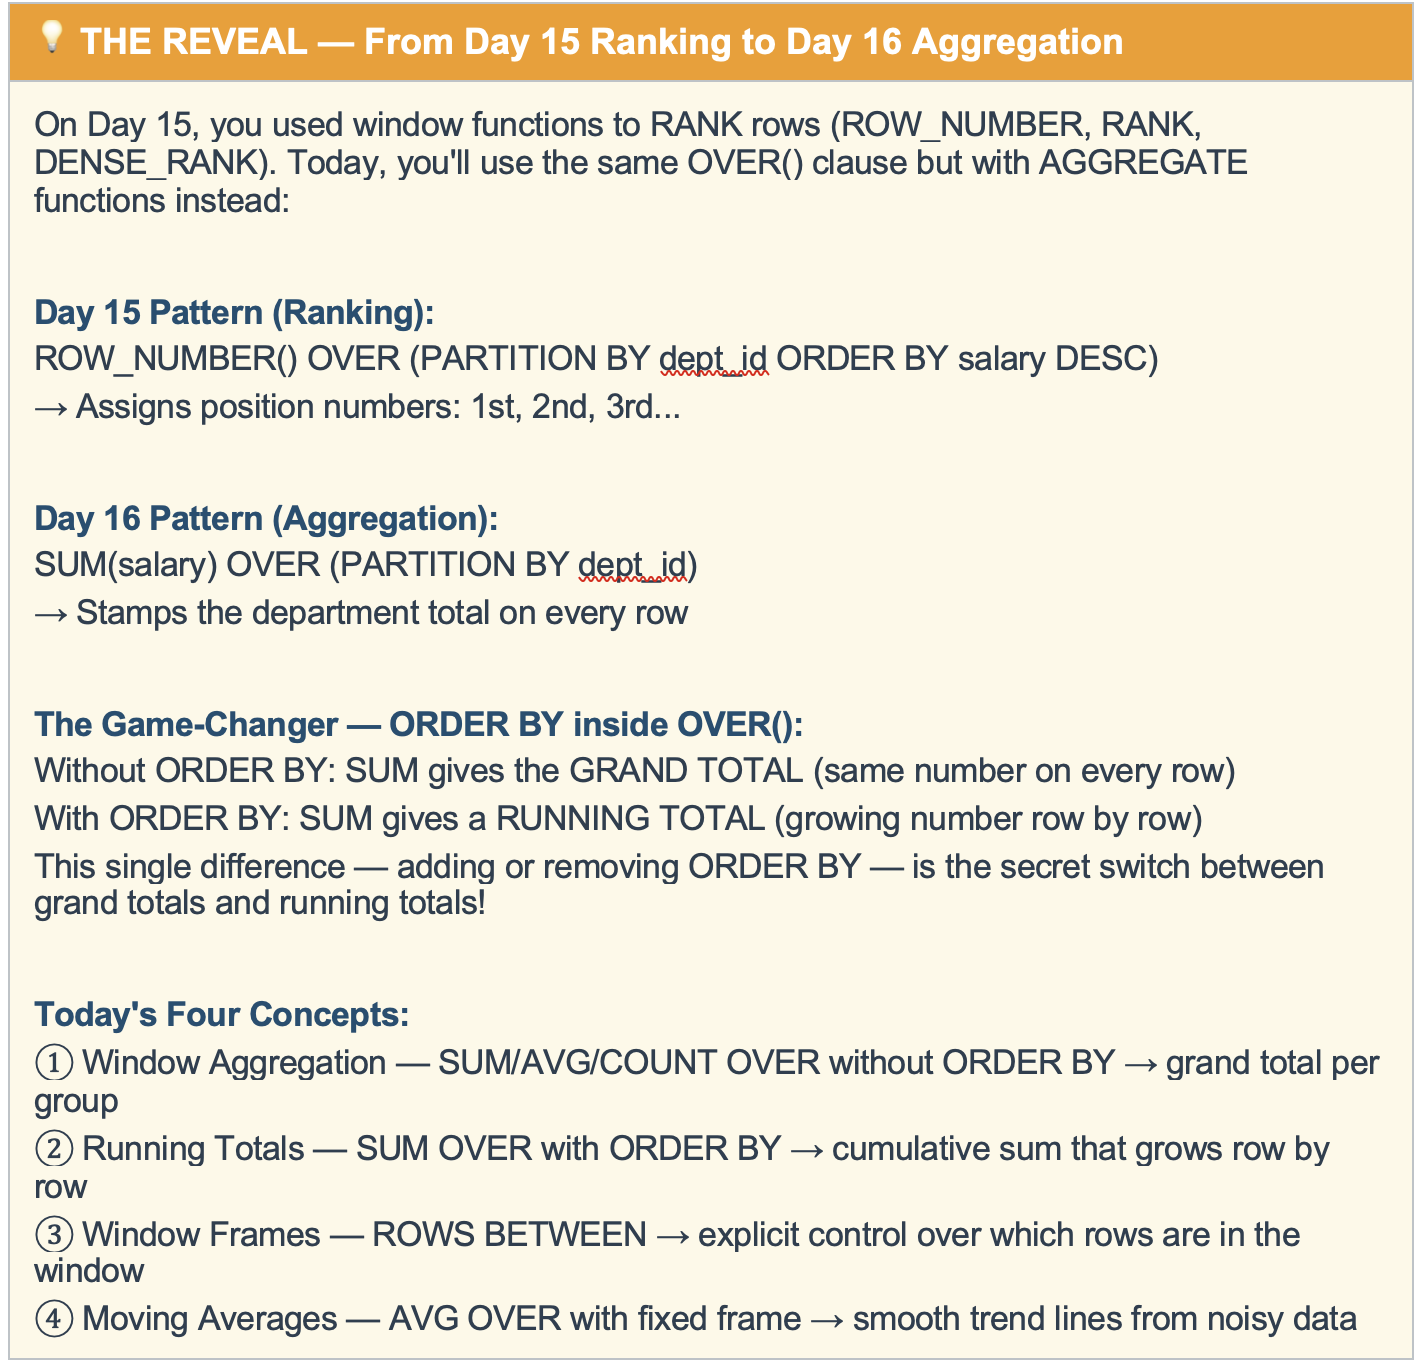 💡 THE REVEAL — From Day 15 Ranking to Day 16 Aggregation
On Day 15, you used window functions to RANK rows (ROW_NUMBER, RANK,
DENSE_RANK). Today, you'll use the same OVER() clause but with AGGREGATE
functions instead:
Day 15 Pattern (Ranking):
ROW_NUMBER() OVER (PARTITION BY dept_id ORDER BY salary DESC)
→ Assigns position numbers: 1st, 2nd, 3rd...
Day 16 Pattern (Aggregation):
SUM(salary) OVER (PARTITION BY dept_id)
→ Stamps the department total on every row
The Game-Changer — ORDER BY inside OVER():
Without ORDER BY: SUM gives the GRAND TOTAL (same number on every row)
With ORDER BY: SUM gives a RUNNING TOTAL (growing number row by row)
This single difference — adding or removing ORDER BY — is the secret switch between
grand totals and running totals!
Today's Four Concepts:
① Window Aggregation — SUM/AVG/COUNT OVER without ORDER BY → grand total per
group
② Running Totals — SUM OVER with ORDER BY → cumulative sum that grows row by
row
③ Window Frames — ROWS BETWEEN → explicit control over which rows are in the
window
④ Moving Averages — AVG OVER with fixed frame → smooth trend lines from noisy data